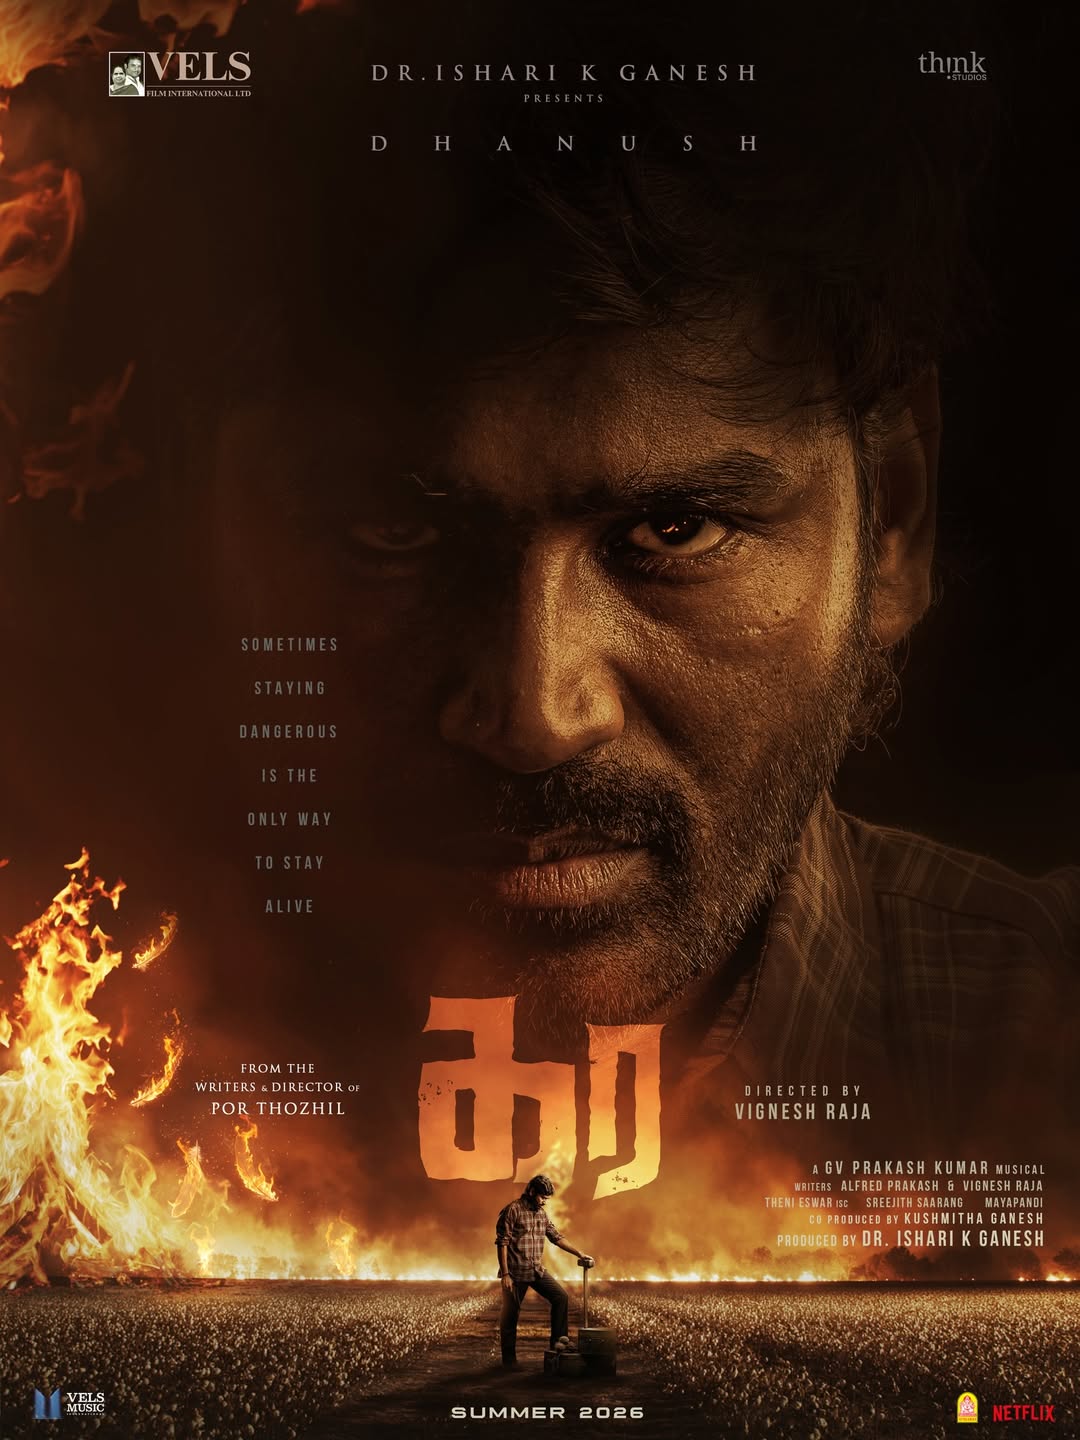 VELS
FILM INTERNATIONAL LTD
DR. ISHARI K GANESH
PRESENTS
DHANUSH
th!nk
STUDIOS
SOMETIMES
STAYING
DANGEROUS
IS THE
ONLY WAY
TO STAY
ALIVE
கர
FROM THE
WRITERS & DIRECTOR OF
POR THOZHIL
DIRECTED BY
VIGNESH RAJA
A GV PRAKASH KUMAR MUSICAL
WRITERS ALFRED PRAKASH & VIGNESH RAJA
THENI ESWAR ISC SREEJITH SAARANG MAYAPANDI
CO PRODUCED BY KUSHMITHA GANESH
PRODUCED BY DR. ISHARI K GANESH
VELS
MUSIC
INTERNATIONAL
SUMMER 2026
NETFLIX